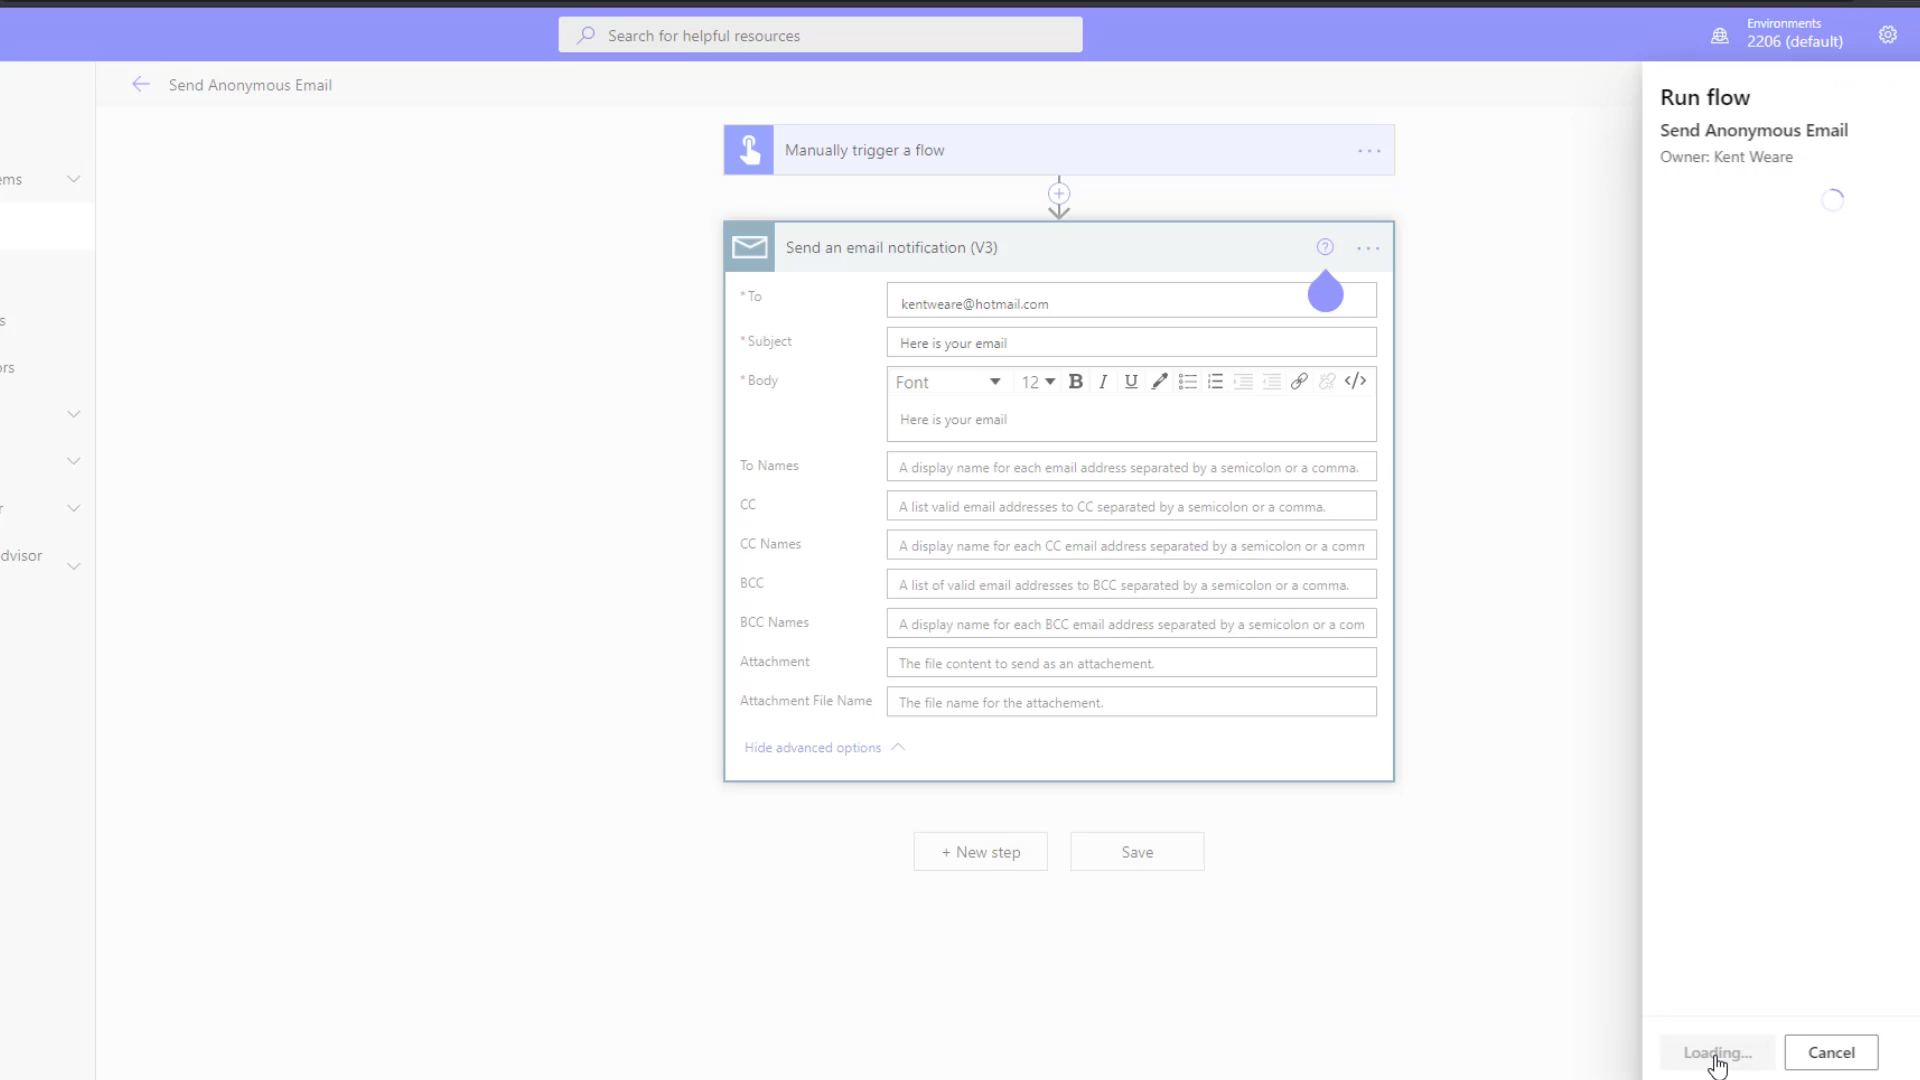 Search for helpful resources
Environments
2206 (default)
Send Anonymous Email
Run flow
Send Anonymous Email
Owner: Kent Weare
Manually trigger a flow
ems
Send an email notification (V3)
* To
kentweare@hotmail.com
* Subject
Here is your email
s
* Body
Font
12
B
I
U
</>
ors
Here is your email
To Names
A display name for each email address separated by a semicolon or a comma.
CC
A list valid email addresses to CC separated by a semicolon or a comma.
r
CC Names
A display name for each CC email address separated by a semicolon or a comm
dvisor
BCC
A list of valid email addresses to BCC separated by a semicolon or a comma.
BCC Names
A display name for each BCC email address separated by a semicolon or a com
Attachment
The file content to send as an attachement.
Attachment File Name
The file name for the attachement.
Hide advanced options
+ New step
Save
Loading...
Cancel